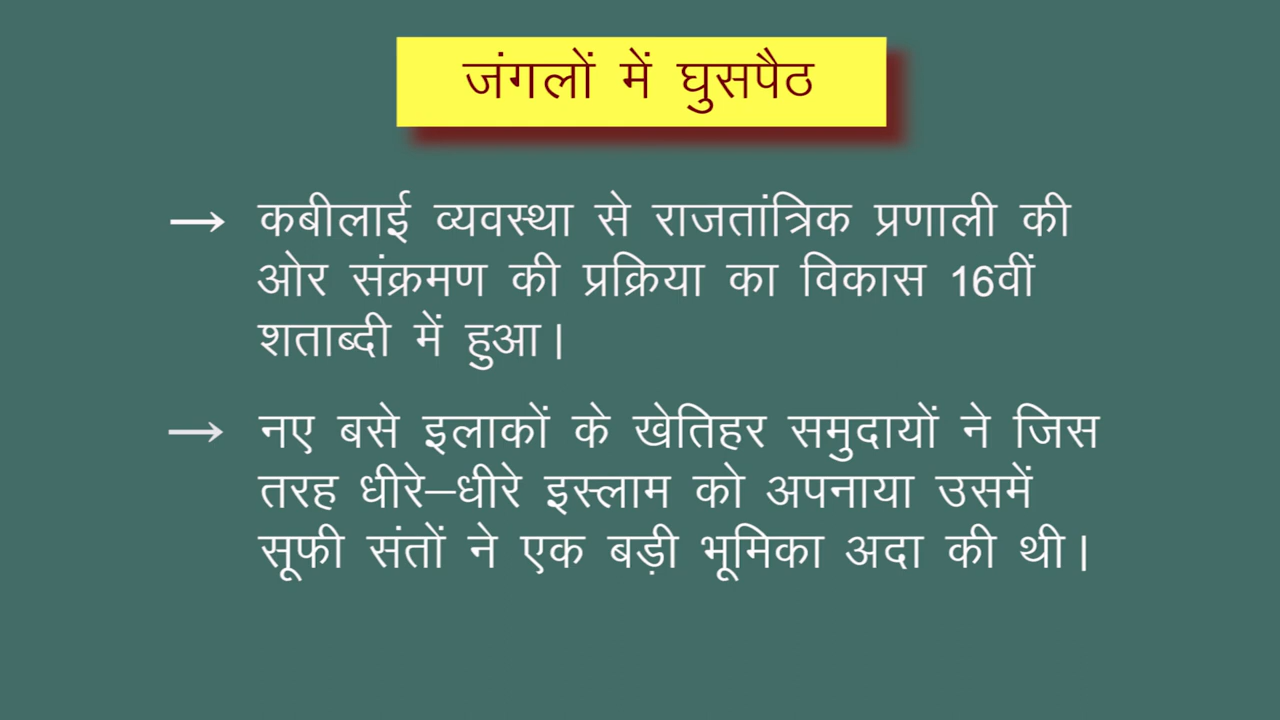 जंगलों में घुसपैठ
→ कबीलाई व्यवस्था से राजतांत्रिक प्रणाली की
ओर संक्रमण की प्रक्रिया का विकास 16वीं
शताब्दी में हुआ।
→ नए बसे इलाकों के खेतिहर समुदायों ने जिस
तरह धीरे–धीरे इस्लाम को अपनाया उसमें
सूफी संतों ने एक बड़ी भूमिका अदा की थी।